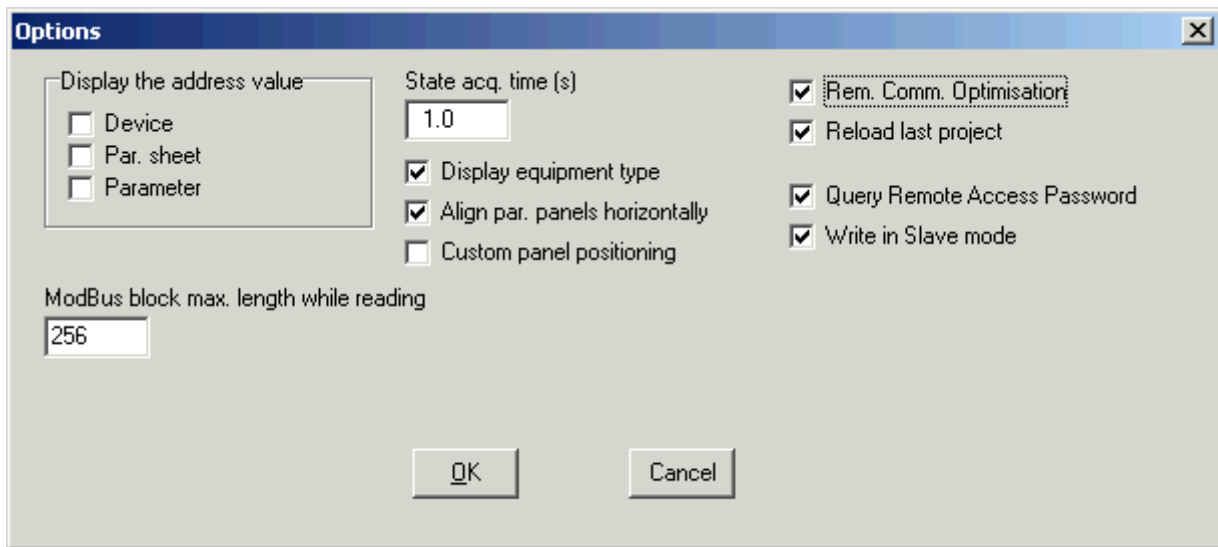 Options
Display the address value
Device
Par. sheet
Parameter
State acq. time (s)
1.0
Display equipment type
Align par. panels horizontally
Custom panel positioning
Rem. Comm. Optimisation
Reload last project
Query Remote Access Password
Write in Slave mode
ModBus block max. length while reading
256
OK
Cancel